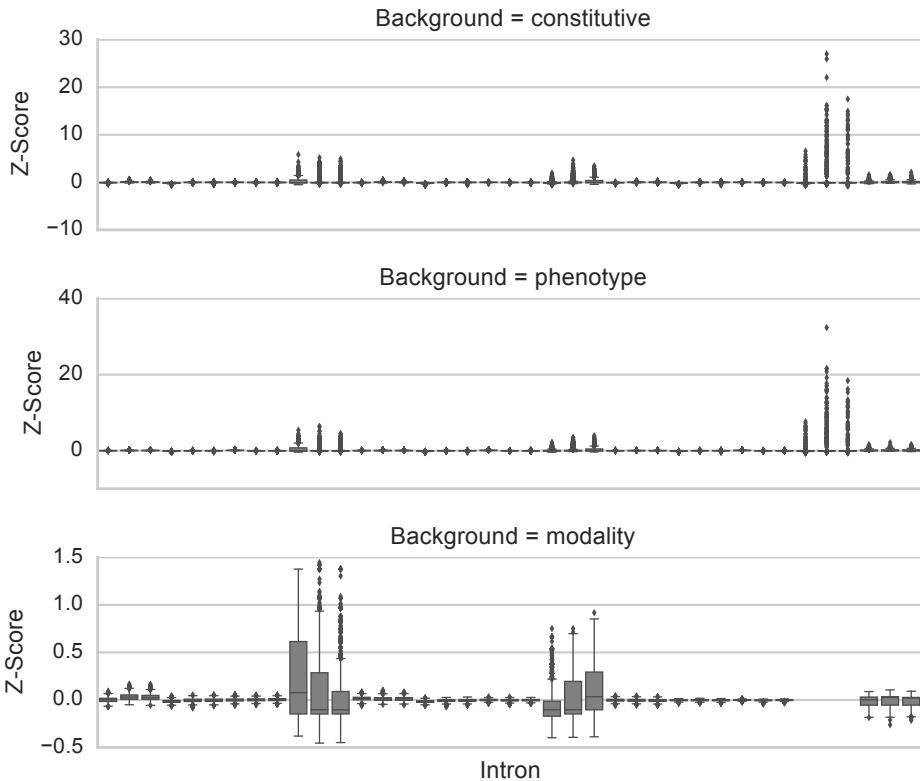 Background = constitutive
30
20
10
0
−10
Z-Score
Background = phenotype
40
20
0
Z-Score
Background = modality
1.5
1.0
0.5
0.0
−0.5
Z-Score
Intron